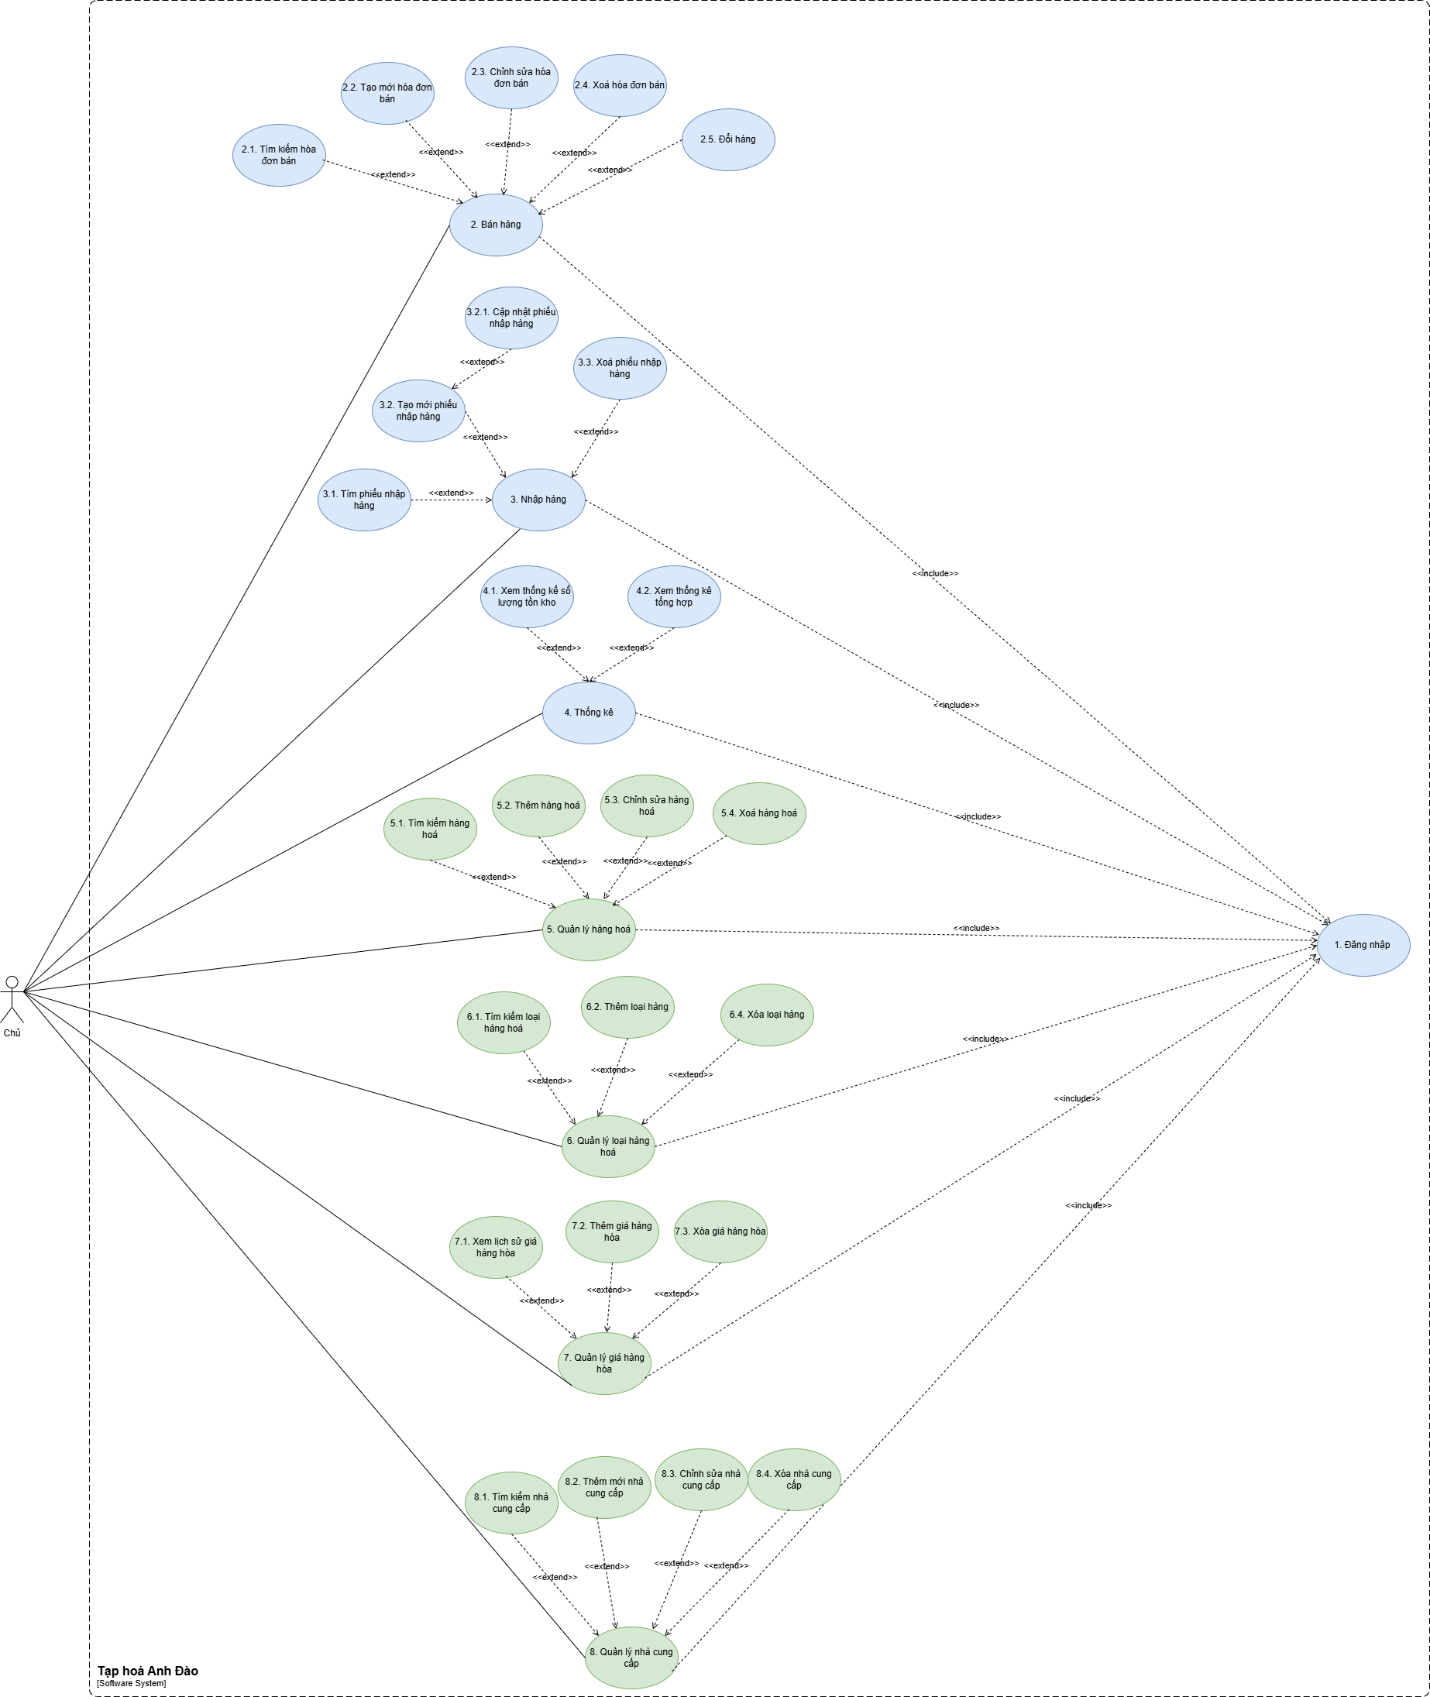 2.3. Chỉnh sửa hóa
đơn bán
2.2. Tạo mới hóa đơn
bán
2.4. Xoá hóa đơn bán
2.1. Tìm kiếm hóa
đơn bán
2.5. Đổi hàng
<<extend>>
<<extend>>
<<extend>>
<<extend>>
<<extend>>
2. Bán hàng
3.2.1. Cập nhật phiếu
nhập hàng
<<extend>>
3.3. Xoá phiếu nhập
hàng
3.2. Tạo mới phiếu
nhập hàng
<<extend>>
<<extend>>
3.1. Tìm phiếu nhập
hàng
<<extend>>
3. Nhập hàng
<<include>>
4.1. Xem thống kế số
lượng tồn kho
4.2. Xem thống kê
tổng hợp
<<extend>>
<<extend>>
4. Thống kê
<<include>>
5.1. Tìm kiếm hàng
hoá
5.2. Thêm hàng hoá
5.3. Chỉnh sửa hàng
hoá
5.4. Xoá hàng hoá
<<include>>
<<extend>>
<<extend>>
<<extend>>
<<extend>>
5. Quản lý hàng hoá
<<include>>
1. Đăng nhập
Chủ
6.1. Tìm kiếm loại
hàng hoá
6.2. Thêm loại hàng
6.4. Xóa loại hàng
<<include>>
<<extend>>
<<extend>>
<<extend>>
6. Quản lý loại hàng
hoá
<<include>>
7.1. Xem lịch sử giá
hàng hóa
7.2. Thêm giá hàng
hóa
7.3. Xóa giá hàng hóa
<<include>>
<<extend>>
<<extend>>
<<extend>>
7. Quản lý giá hàng
hóa
8.1. Tìm kiếm nhà
cung cấp
8.2. Thêm mới nhà
cung cấp
8.3. Chỉnh sửa nhà
cung cấp
8.4. Xóa nhà cung
cấp
<<extend>>
<<extend>>
<<extend>>
<<extend>>
8. Quản lý nhà cung
cấp
Tạp hoá Anh Đào
[Software System]